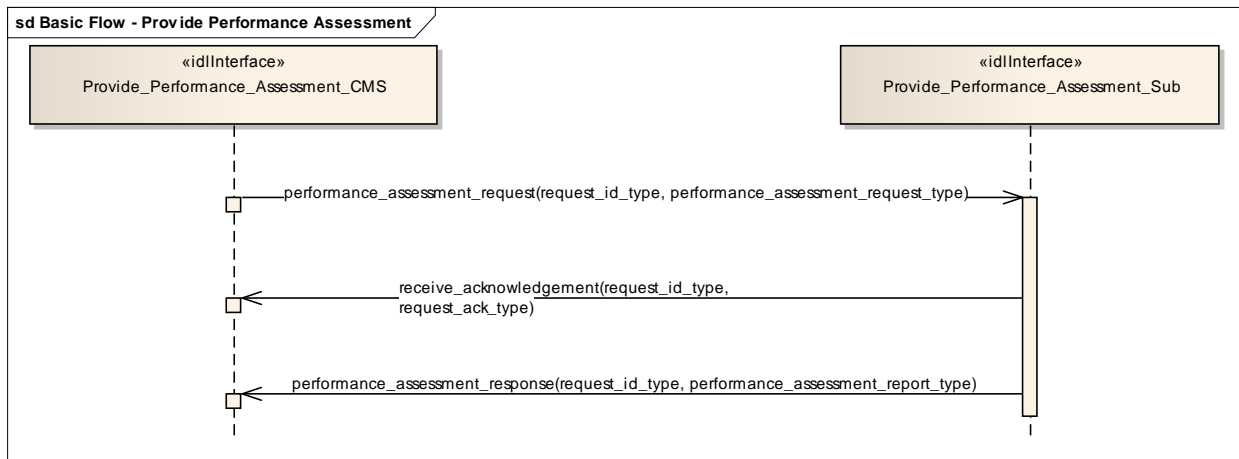 sd Basic Flow - Provide Performance Assessment
«idlInterface»
Provide_Performance_Assessment_CMS
«idlInterface»
Provide_Performance_Assessment_Sub
performance_assessment_request(request_id_type, performance_assessment_request_type)
receive_acknowledgement(request_id_type,
request_ack_type)
performance_assessment_response(request_id_type, performance_assessment_report_type)